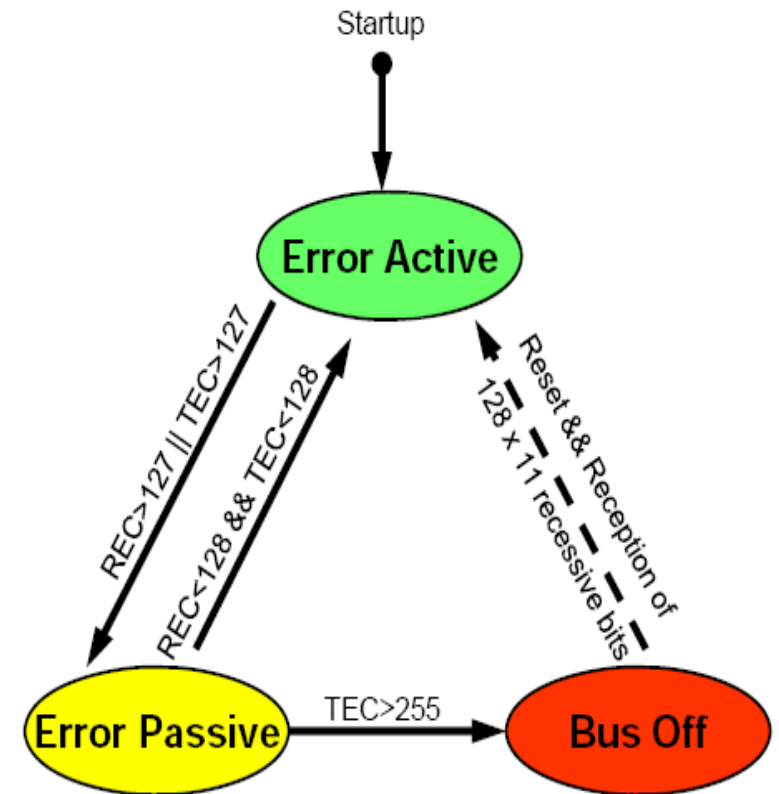 Startup
Error Active
REC>127 || TEC>127
REC<128 && TEC<128
Reset && Reception of
128 x 11 recessive bits
Error Passive
TEC>255
Bus Off